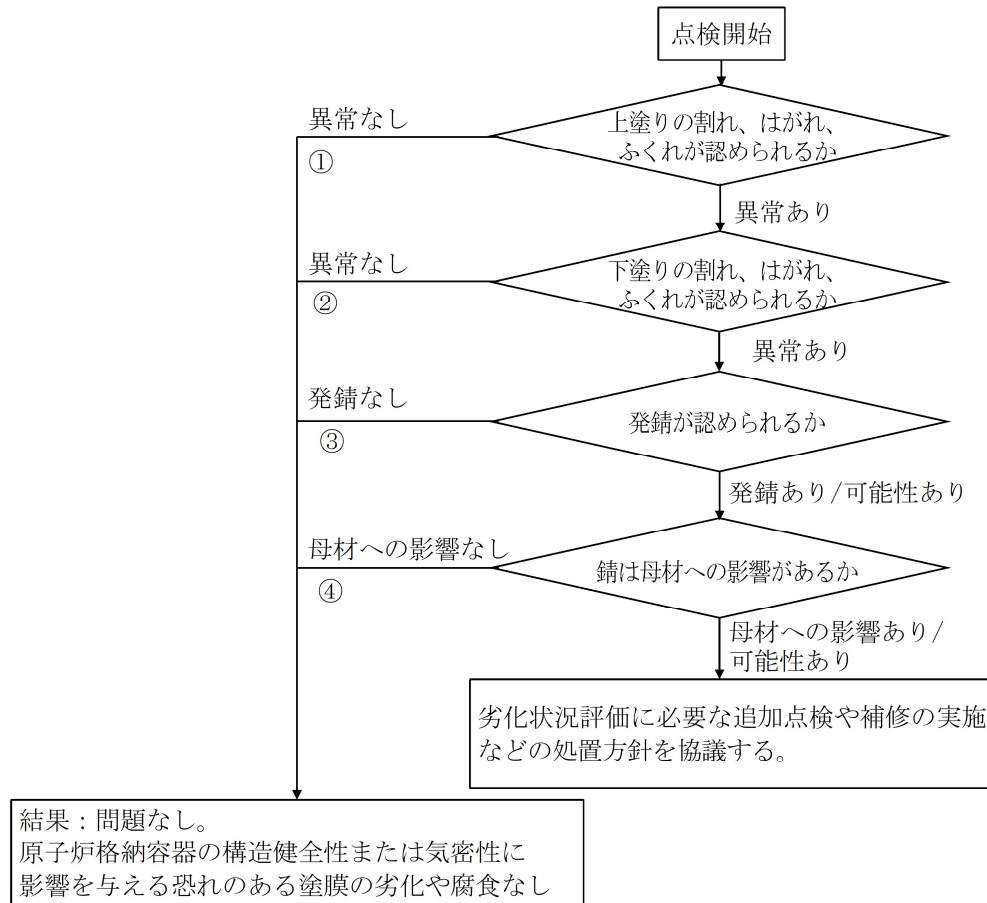 点検開始
上塗りの割れ、はがれ、
ふくれが認められるか
異常なし
①
異常あり
下塗りの割れ、はがれ、
ふくれが認められるか
異常なし
②
異常あり
発錆が認められるか
発錆なし
③
発錆あり/可能性あり
錆は母材への影響があるか
母材への影響なし
④
母材への影響あり/
可能性あり
劣化状況評価に必要な追加点検や補修の実施
などの処置方針を協議する。
結果：問題なし。
原子炉格納容器の構造健全性または気密性に
影響を与える恐れのある塗膜の劣化や腐食なし